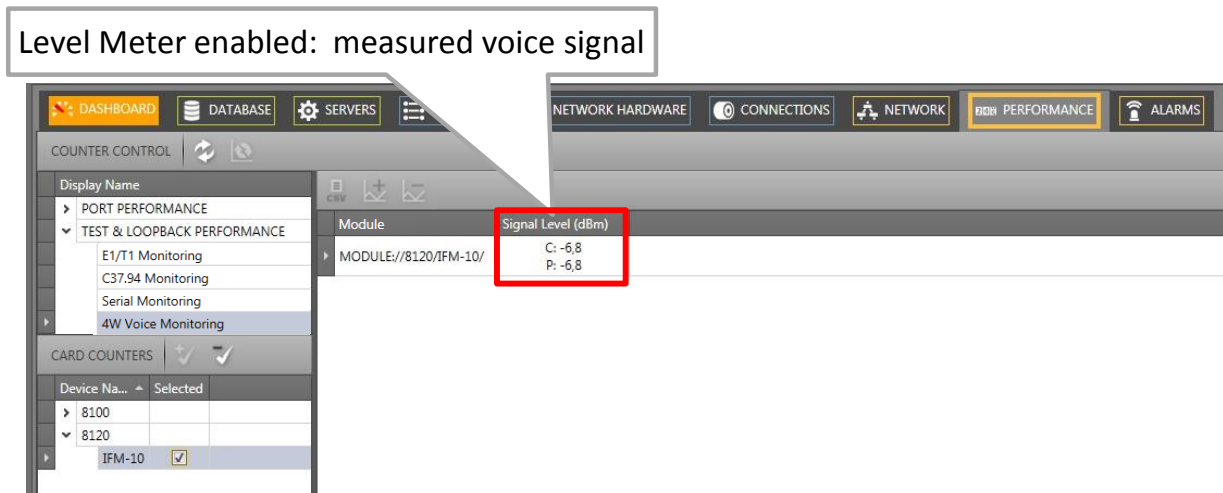 Level Meter enabled: measured voice signal
DASHBOARD DATABASE SERVERS NETWORK HARDWARE CONNECTIONS NETWORK PERFORMANCE ALARMS
COUNTER CONTROL
Display Name
PORT PERFORMANCE
TEST & LOOPBACK PERFORMANCE
E1/T1 Monitoring
C37.94 Monitoring
Serial Monitoring
4W Voice Monitoring
CARD COUNTERS
Device Na... Selected
8100
8120
IFM-10
CSV
Module Signal Level (dBm)
MODULE://8120/IFM-10/ C: -6,8
P: -6,8